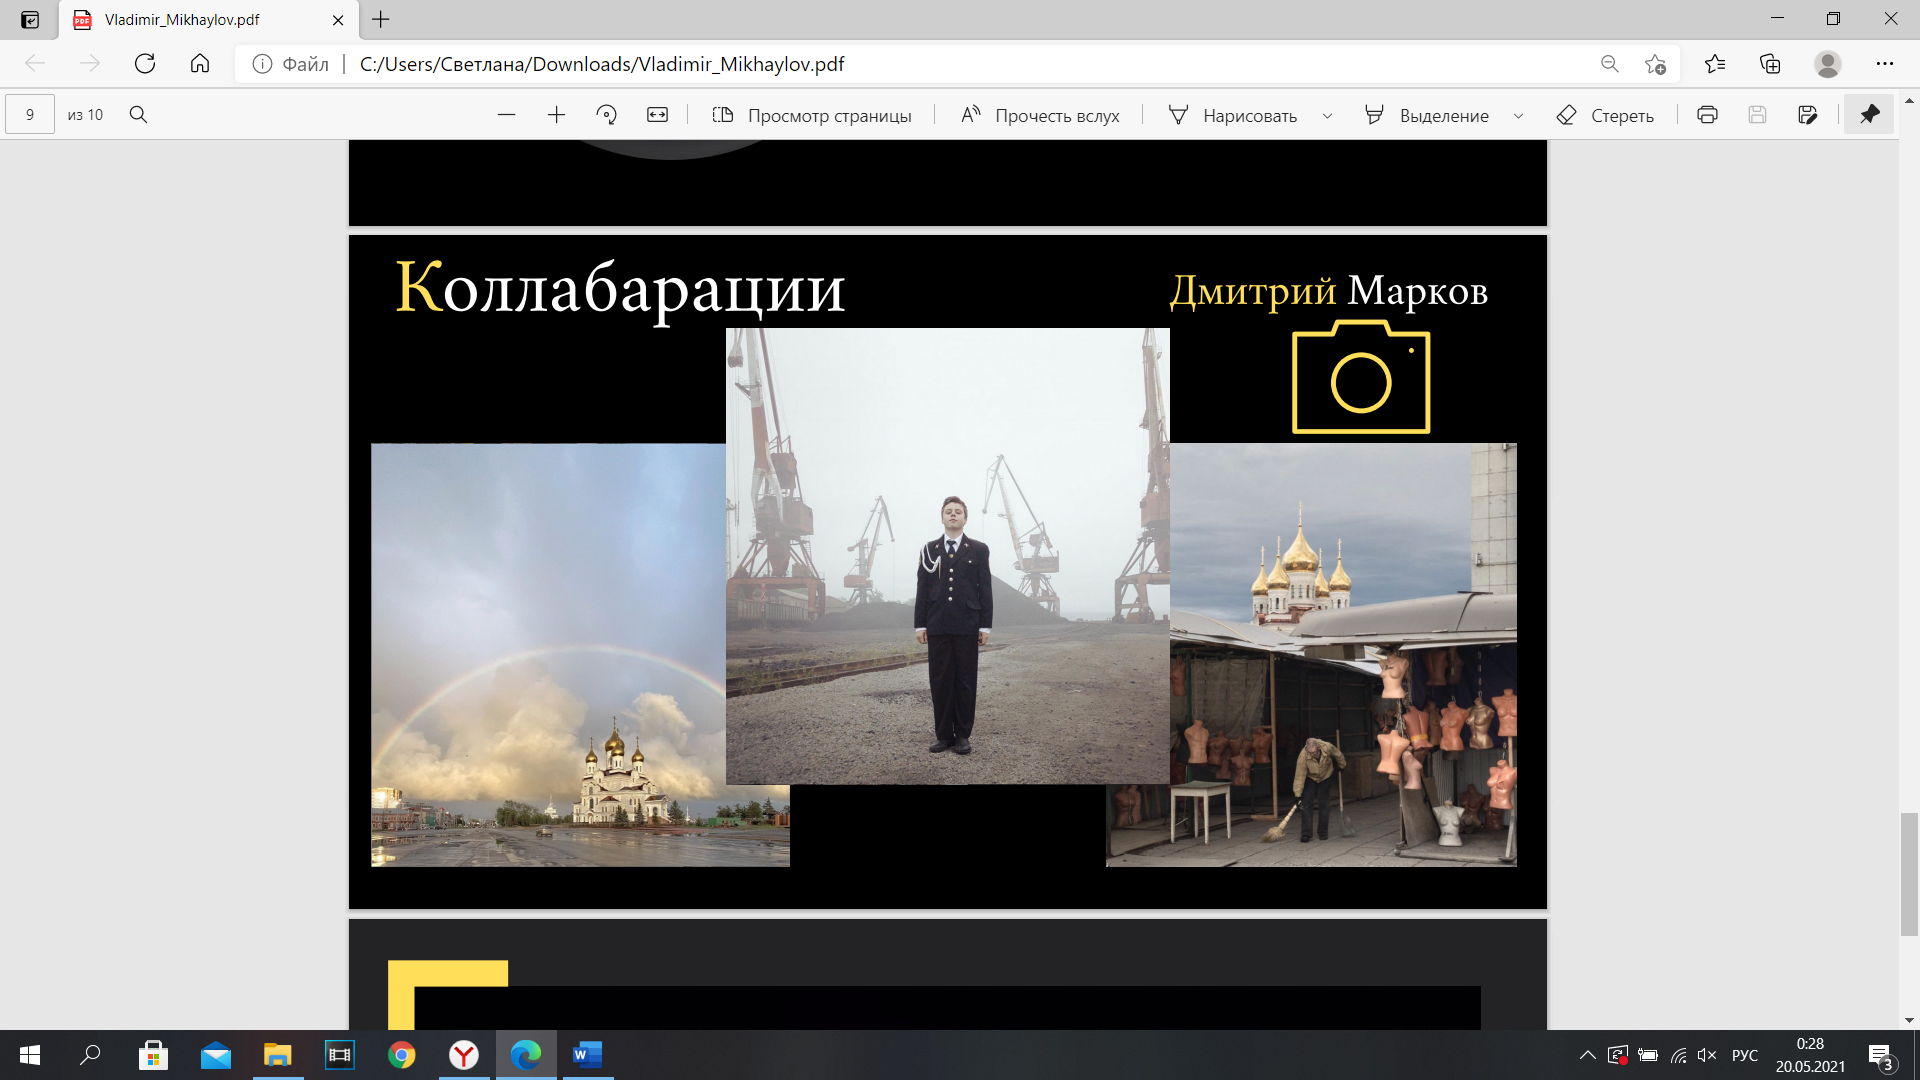 Vladimir_Mikhaylov.pdf
Файл
C:/Users/Светлана/Downloads/Vladimir_Mikhaylov.pdf
9 из 10
Просмотр страницы
Прочесть вслух
Нарисовать
Выделение
Стереть
Коллабарации
Дмитрий Марков
РУС
0:28
20.05.2021
3